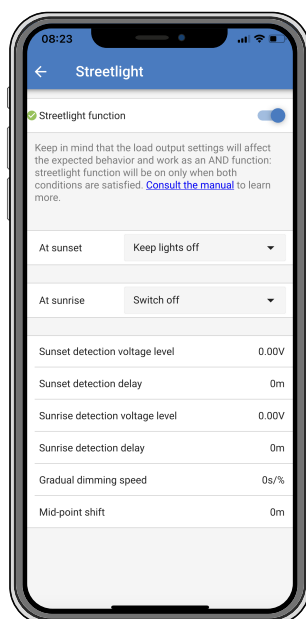 08:23
Streetlight
Streetlight function
Keep in mind that the load output settings will affect
the expected behavior and work as an AND function:
streetlight function will be on only when both
conditions are satisfied. Consult the manual to learn
more.
At sunset Keep lights off
At sunrise Switch off
Sunset detection voltage level 0.00V
Sunset detection delay 0m
Sunrise detection voltage level 0.00V
Sunrise detection delay 0m
Gradual dimming speed 0s/%
Mid-point shift 0m